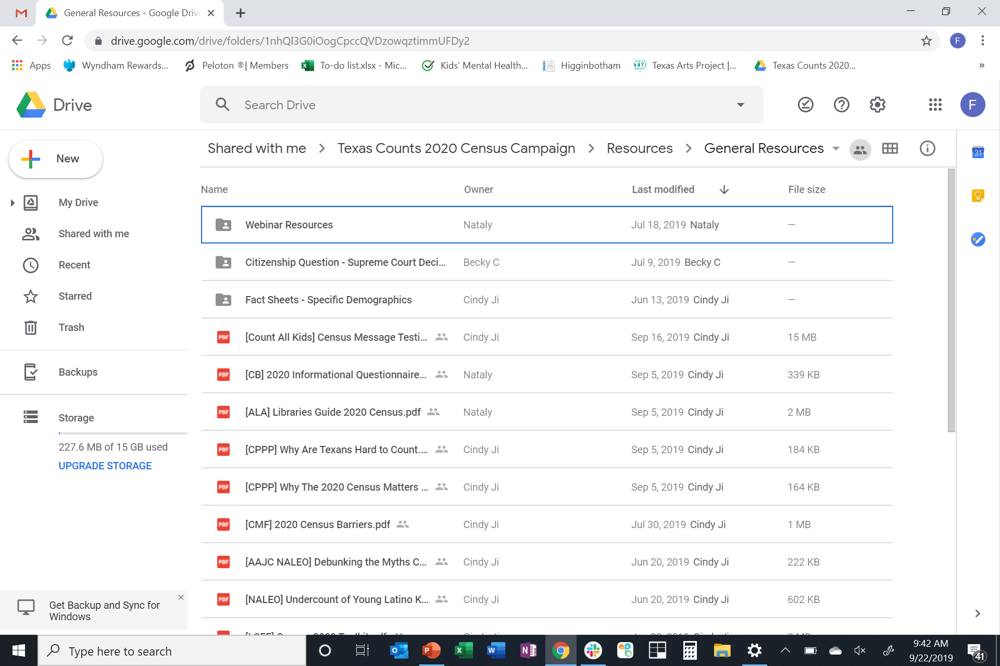 General Resources - Google Drive
drive.google.com/drive/folders/1nhQl3G0iOogCpccQVDzowqztimmUFDy2
F
Apps
Wyndham Rewards...
Peloton ®| Members
To-do list.xlsx - Mic...
Kids' Mental Health...
Higginbotham
Texas Arts Project |...
Texas Counts 2020...
»
Drive
Search Drive
F
New
Shared with me > Texas Counts 2020 Census Campaign > Resources > General Resources
31
Name Owner Last modified File size
My Drive
Shared with me
Recent
Starred
Trash
Backups
Storage
227.6 MB of 15 GB used
UPGRADE STORAGE
Webinar Resources Nataly Jul 18, 2019 Nataly —
Citizenship Question - Supreme Court Deci... Becky C Jul 9, 2019 Becky C —
Fact Sheets - Specific Demographics Cindy Ji Jun 13, 2019 Cindy Ji —
PDF [Count All Kids] Census Message Testi... Cindy Ji Sep 16, 2019 Cindy Ji 15 MB
PDF [CB] 2020 Informational Questionnaire... Nataly Sep 5, 2019 Cindy Ji 339 KB
PDF [ALA] Libraries Guide 2020 Census.pdf Nataly Sep 5, 2019 Cindy Ji 2 MB
PDF [CPPP] Why Are Texans Hard to Count.... Cindy Ji Sep 5, 2019 Cindy Ji 184 KB
PDF [CPPP] Why The 2020 Census Matters ... Cindy Ji Sep 5, 2019 Cindy Ji 164 KB
PDF [CMF] 2020 Census Barriers.pdf Cindy Ji Jul 30, 2019 Cindy Ji 1 MB
PDF [AAJC NALEO] Debunking the Myths C... Cindy Ji Jun 20, 2019 Cindy Ji 222 KB
PDF [NALEO] Undercount of Young Latino K... Cindy Ji Jun 20, 2019 Cindy Ji 602 KB
Get Backup and Sync for
Windows
Type here to search
9:42 AM
9/22/2019
41